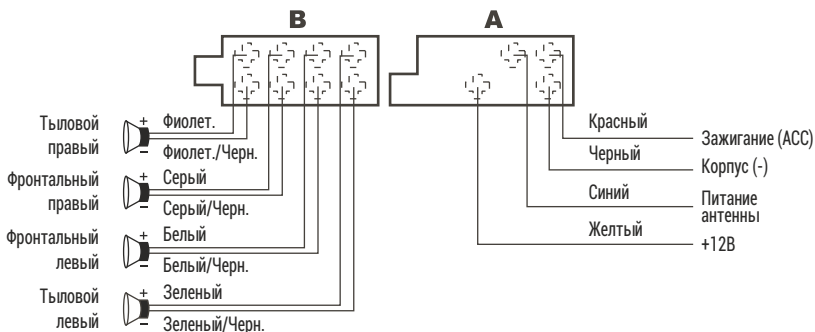 B
A
Тыловой
правый
+ Фиолет.
– Фиолет./Черн.
Фронтальный
правый
+ Серый
– Серый/Черн.
Фронтальный
левый
+ Белый
– Белый/Черн.
Тыловой
левый
+ Зеленый
– Зеленый/Черн.
Красный
Зажигание (ACC)
Черный
Корпус (-)
Синий
Питание
антенны
Желтый
+12В